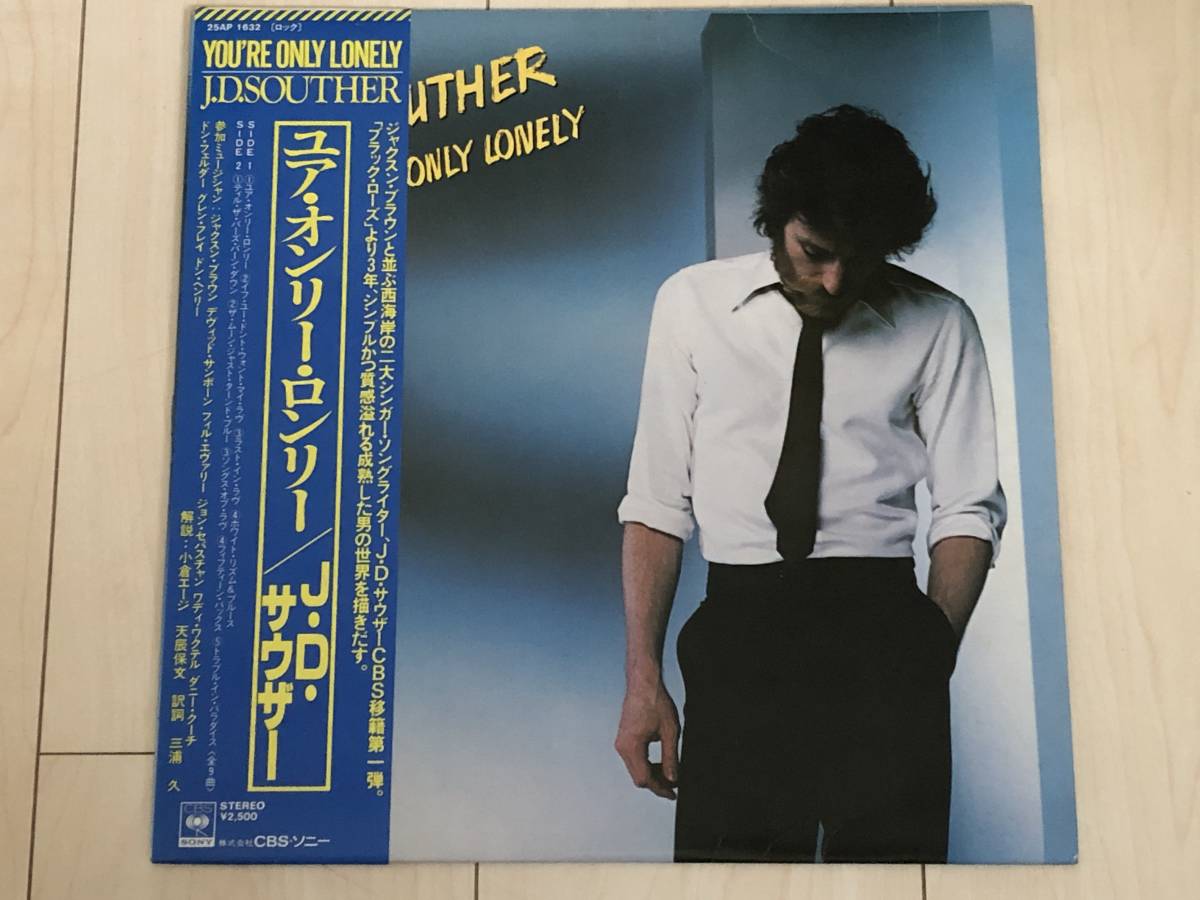 25AP 1632 [ロック]
YOU'RE ONLY LONELY
J.D.SOUTHER
UTHER
ONLY LONELY
ジャクスン・ブラウンと並ぶ西海岸の二大シンガー・ソングライター、J・D・サウザーCBS移籍第一弾。
「ブラック・ローズ」より3年、シンプルかつ質感溢れる成熟した男の世界を描きだす。
ユア・オンリー・ロンリー/J・D・サウザー
SIDE 1 ①ユア・オンリー・ロンリー ②イフ・ユー・ドント・ウォント・マイ・ラヴ ③ラスト・イン・ラヴ ④ホワイト・リズム&ブルース ⑤トラブル・イン・パラダイス 〈全9曲〉
SIDE 2 ①ティル・ザ・バーズ・バーン・ダウン ②ザ・ムーン・ジャスト・ターンド・ブルー ③ソングス・オブ・ラヴ ④フィフティーン・バックス
参加ミュージシャン:ジャクスン・ブラウン デヴィッド・サンボーン フィル・エヴァリー ジョン・セバスチャン ワディ・ワクテル ダニー・クーチ
ドン・フェルダー グレン・フレイ ドン・ヘンリー
解説:小倉エージ 天辰保文 訳詞 三浦 久
CBS
SONY
STEREO
¥2,500
株式会社CBS・ソニー